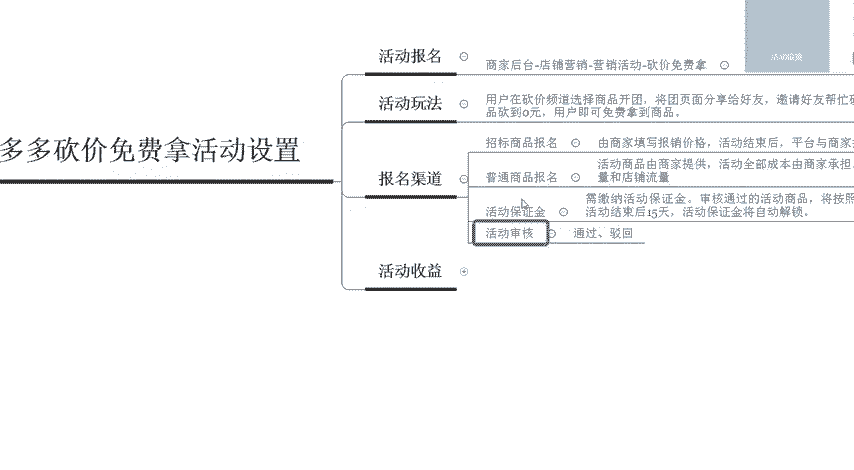 活动报名
商家后台-店铺营销-营销活动-砍价免费拿
活动玩法
用户在砍价频道选择商品开团，将团页面分享给好友，邀请好友帮忙砍
品砍到0元，用户即可免费拿到商品。
多多砍价免费拿活动设置
报名渠道
招标商品报名
由商家填写报销价格，活动结束后，平台与商家
普通商品报名
活动商品由商家提供，活动全部成本由商家承担
量和店铺流量
活动保证金
需缴纳活动保证金。审核通过的活动商品，将按照
活动结束后15天，活动保证金将自动解锁。
活动审核
通过、驳回
活动收益